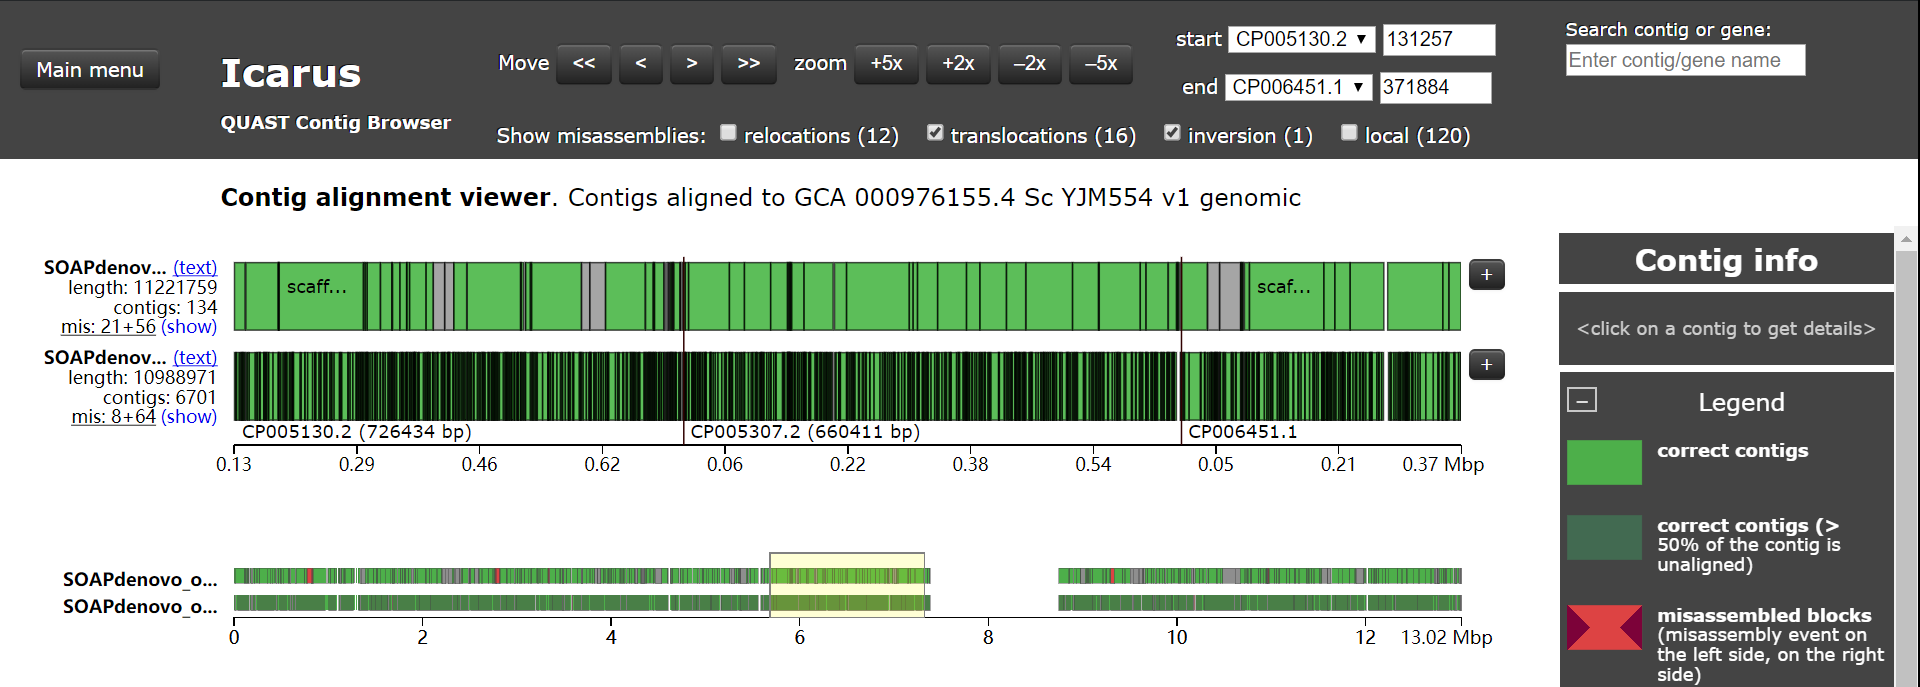 Main menu
Icarus
QUAST Contig Browser
Move << < > >> zoom +5x +2x –2x –5x
start CP005130.2 ▼ 131257
end CP006451.1 ▼ 371884
Search contig or gene:
Enter contig/gene name
Show misassemblies: relocations (12) translocations (16) inversion (1) local (120)
Contig alignment viewer. Contigs aligned to GCA 000976155.4 Sc YJM554 v1 genomic
SOAPdenov... (text)
length: 11221759
contigs: 134
mis: 21+56 (show)
scaff...
scaf...
+
SOAPdenov... (text)
length: 10988971
contigs: 6701
mis: 8+64 (show)
+
CP005130.2 (726434 bp) CP005307.2 (660411 bp) CP006451.1
0.13 0.29 0.46 0.62 0.06 0.22 0.38 0.54 0.05 0.21 0.37 Mbp
SOAPdenovo_o...
SOAPdenovo_o...
0 2 4 6 8 10 12 13.02 Mbp
Contig info
<click on a contig to get details>
– Legend
correct contigs
correct contigs (>
50% of the contig is
unaligned)
misassembled blocks
(misassembly event on
the left side, on the right
side)